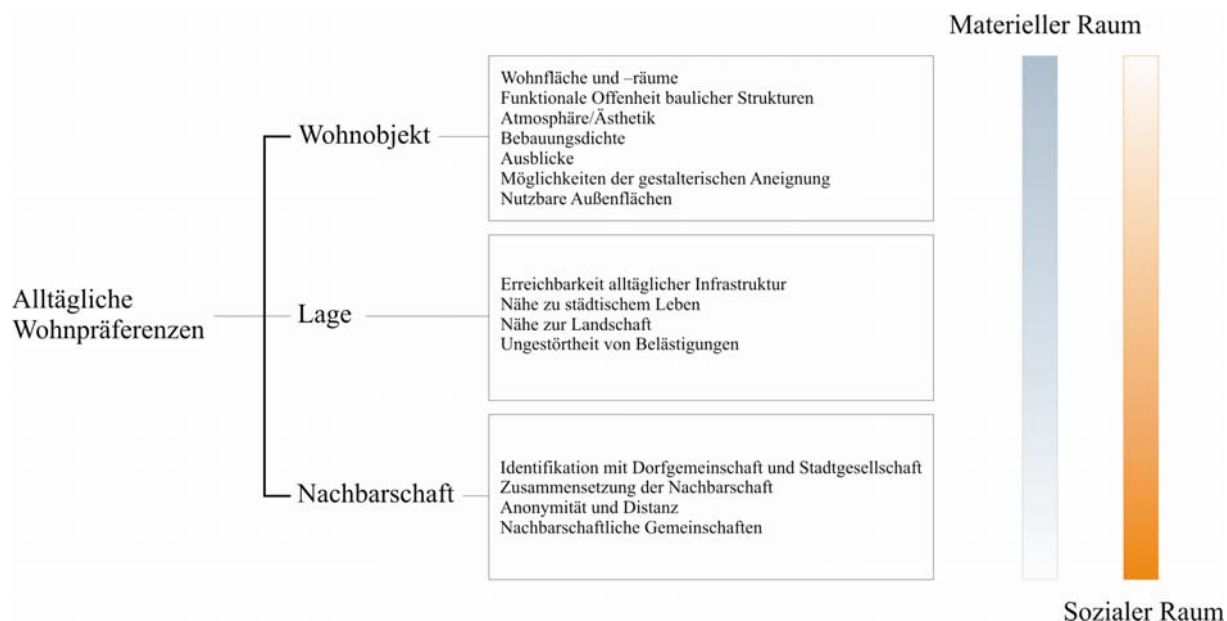 Materieller Raum
Alltägliche
Wohnpräferenzen
Wohnobjekt
Wohnfläche und –räume
Funktionale Offenheit baulicher Strukturen
Atmosphäre/Ästhetik
Bebauungsdichte
Ausblicke
Möglichkeiten der gestalterischen Aneignung
Nutzbare Außenflächen
Lage
Erreichbarkeit alltäglicher Infrastruktur
Nähe zu städtischem Leben
Nähe zur Landschaft
Ungestörtheit von Belästigungen
Nachbarschaft
Identifikation mit Dorfgemeinschaft und Stadtgesellschaft
Zusammensetzung der Nachbarschaft
Anonymität und Distanz
Nachbarschaftliche Gemeinschaften
Sozialer Raum